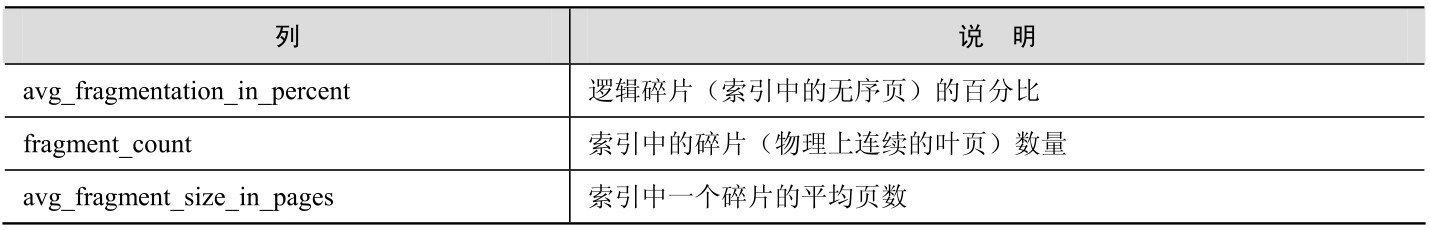 列 说 明
avg_fragmentation_in_percent 逻辑碎片（索引中的无序页）的百分比
fragment_count 索引中的碎片（物理上连续的叶页）数量
avg_fragment_size_in_pages 索引中一个碎片的平均页数